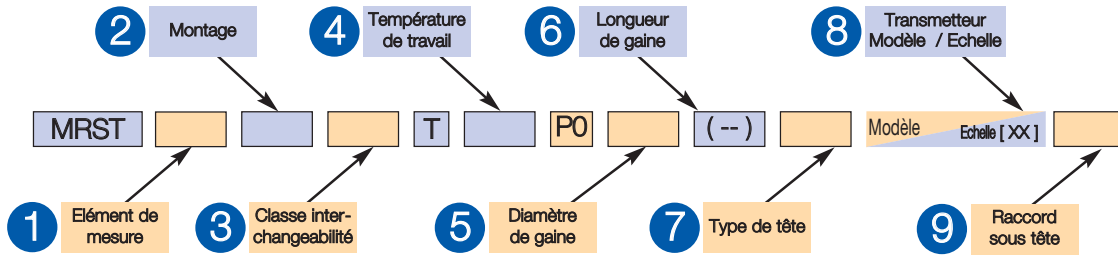 2 Montage
4 Température
de travail
6 Longueur
de gaine
8 Transmetteur
Modèle / Echelle
MRST T P0 (--) Modèle Echelle [ XX ]
1 Elément de
mesure
3 Classe inter-
changeabilité
5 Diamètre
de gaine
7 Type de tête
9 Raccord
sous tête